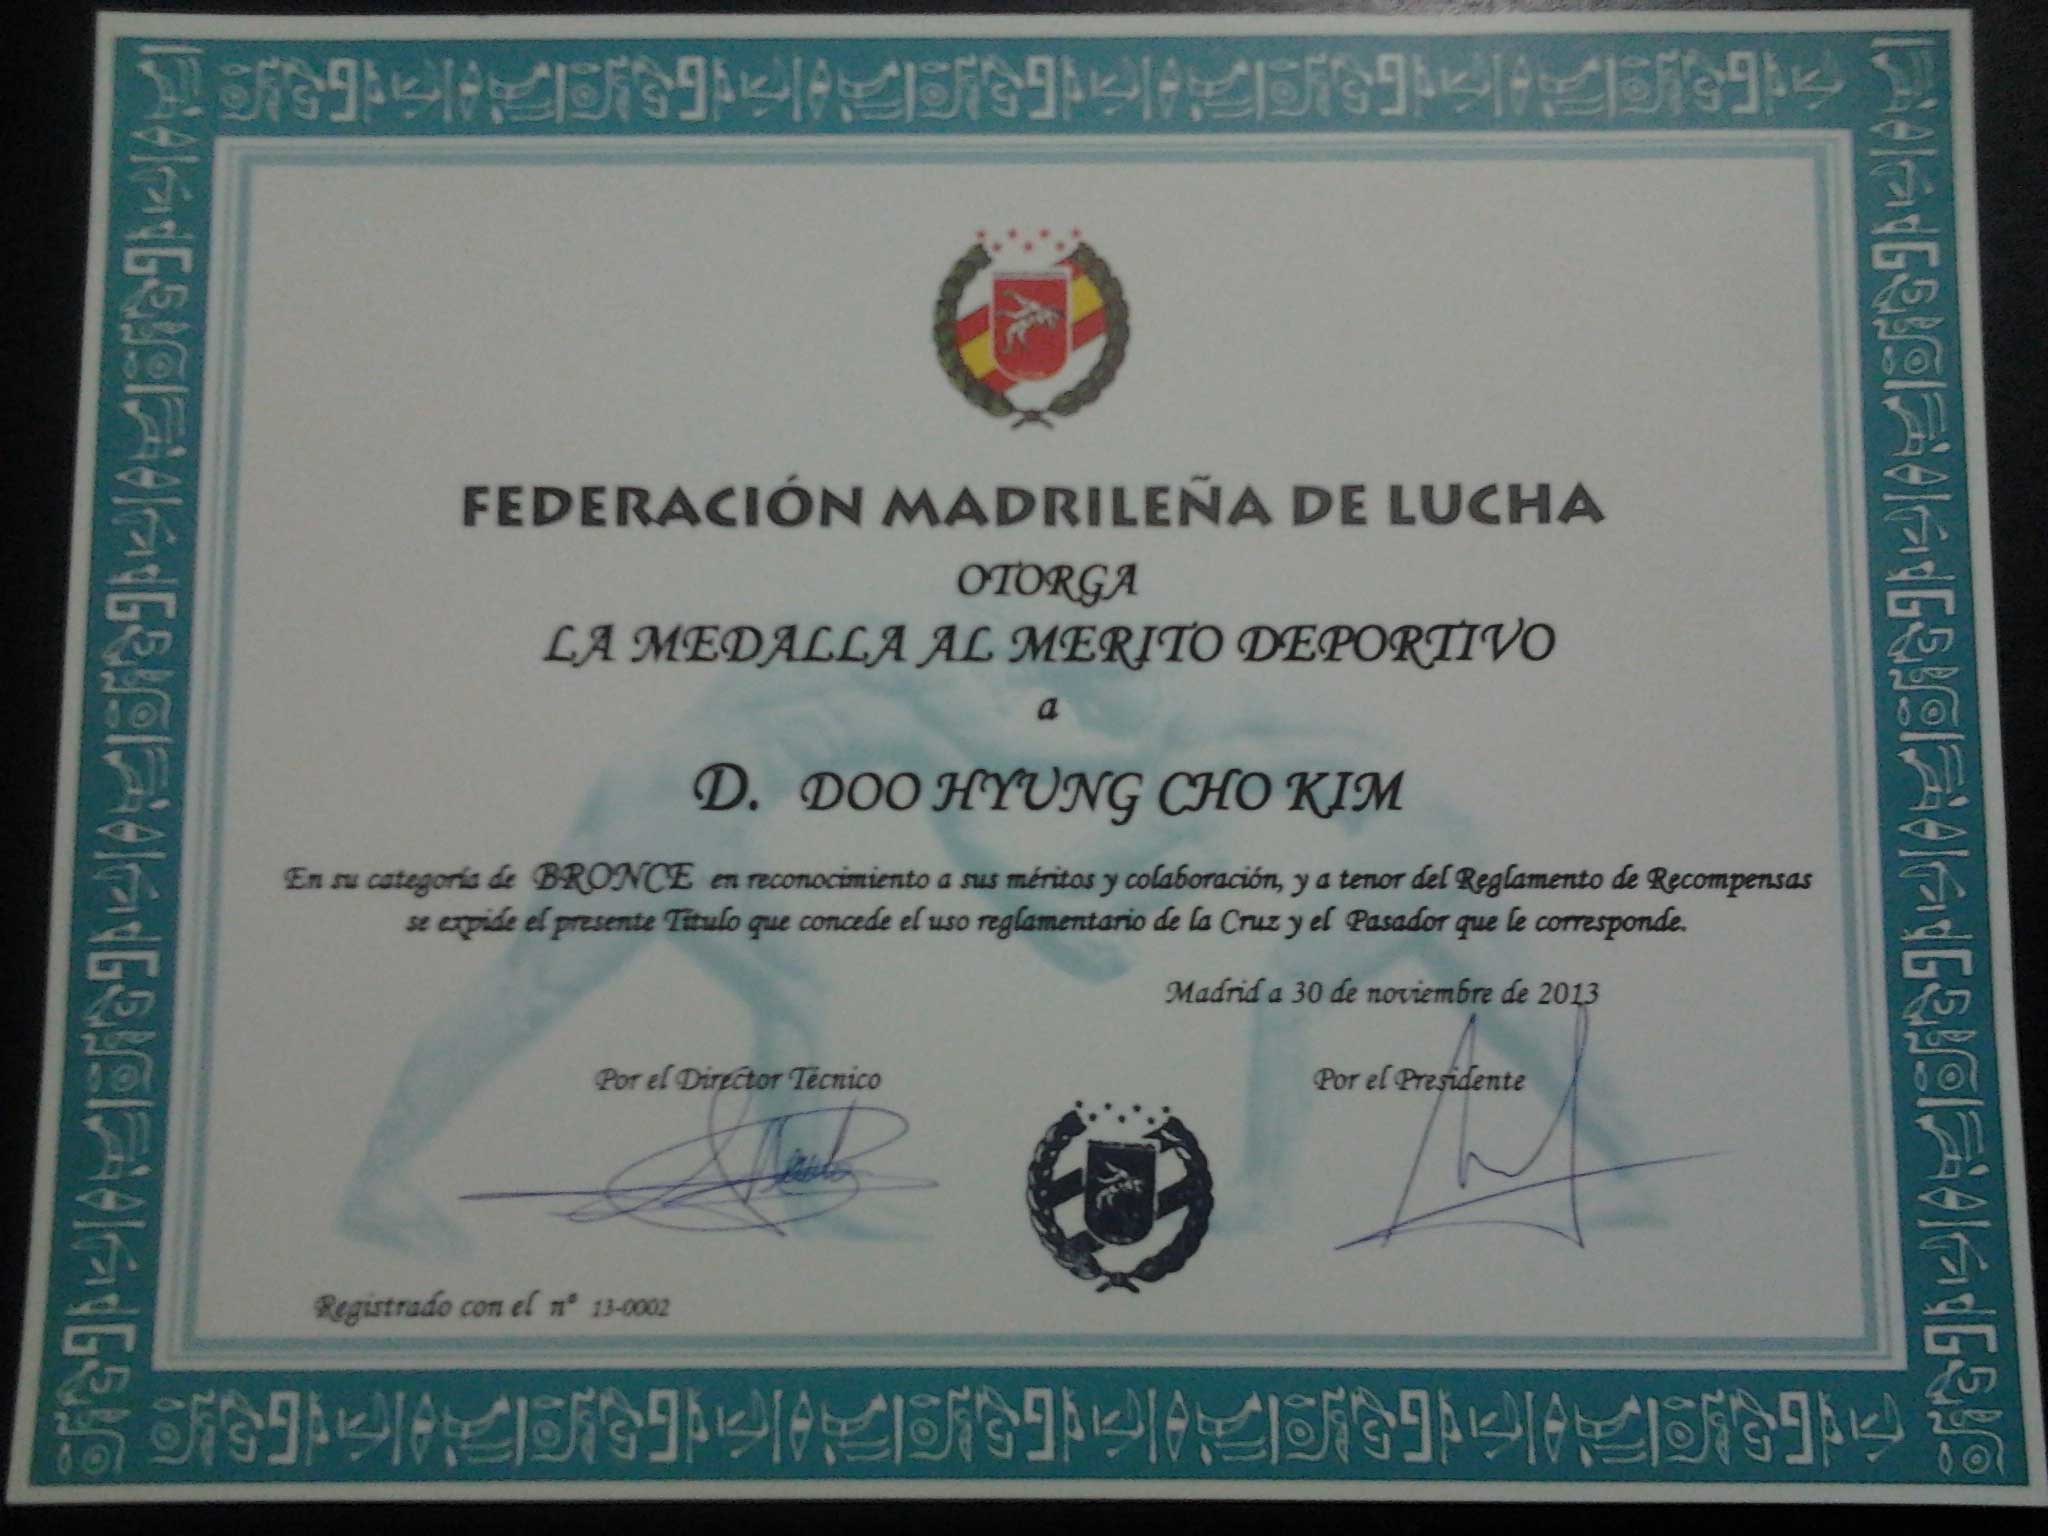 FEDERACIÓN MADRILEÑA DE LUCHA
OTORGA
LA MEDALLA AL MERITO DEPORTIVO
a
D. DOO HYUNG CHO KIM
En su categoría de BRONCE en reconocimiento a sus méritos y colaboración, y a tenor del Reglamento de Recompensas
se expide el presente Título que concede el uso reglamentario de la Cruz y el Pasador que le corresponde.
Madrid a 30 de noviembre de 2013
Por el Director Técnico
Por el Presidente
Registrado con el nº 13-0002